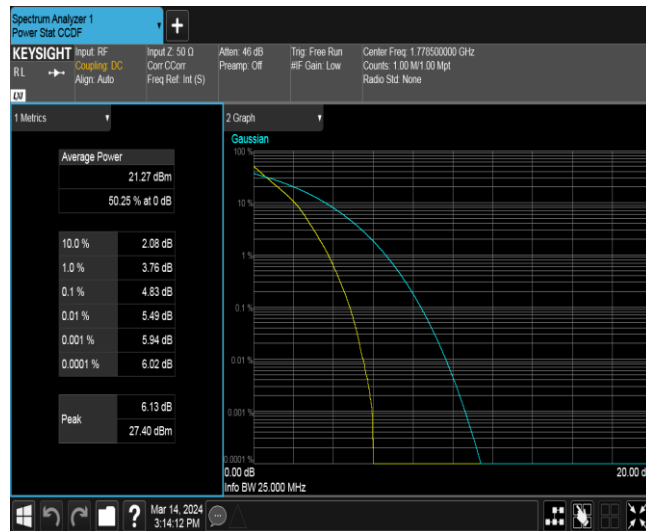 Spectrum Analyzer 1
Power Stat CCDF
+
KEYSIGHT
RL
LXI
Input: RF
Coupling: DC
Align: Auto
Input Z: 50 Ω
Corr CCorr
Freq Ref: Int (S)
Atten: 46 dB
Preamp: Off
Trig: Free Run
#IF Gain: Low
Center Freq: 1.778500000 GHz
Counts: 1.00 M/1.00 Mpt
Radio Std: None
1 Metrics
Average Power
21.27 dBm
50.25 % at 0 dB
10.0 % 2.08 dB
1.0 % 3.76 dB
0.1 % 4.83 dB
0.01 % 5.49 dB
0.001 % 5.94 dB
0.0001 % 6.02 dB
Peak
6.13 dB
27.40 dBm
2 Graph
Gaussian
100 %
10 %
1 %
0.1 %
0.01 %
0.001 %
0.0001 %
0.00 dB
20.00 d
Info BW 25.000 MHz
?
Mar 14, 2024
3:14:12 PM